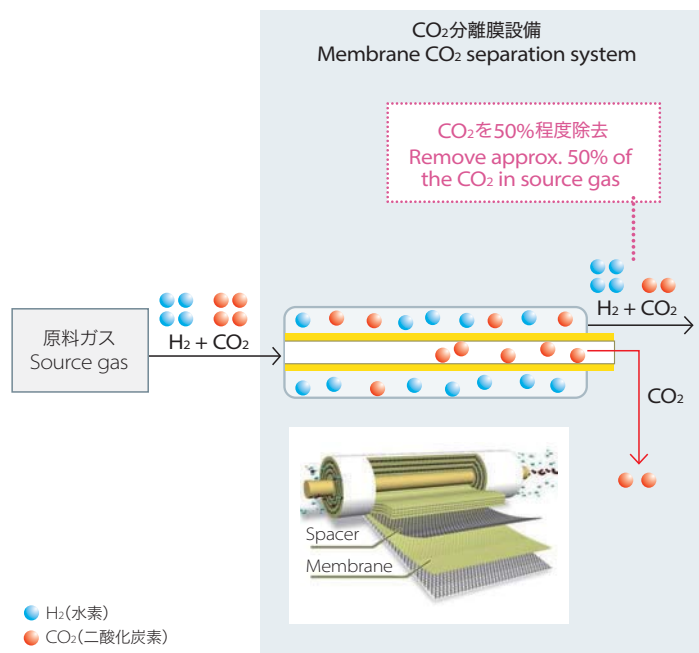 CO₂分離膜設備
Membrane CO₂ separation system
CO₂を50%程度除去
Remove approx. 50% of
the CO₂ in source gas
原料ガス
Source gas
H₂ + CO₂
H₂ + CO₂
CO₂
Spacer
Membrane
H₂(水素)
CO₂(二酸化炭素)